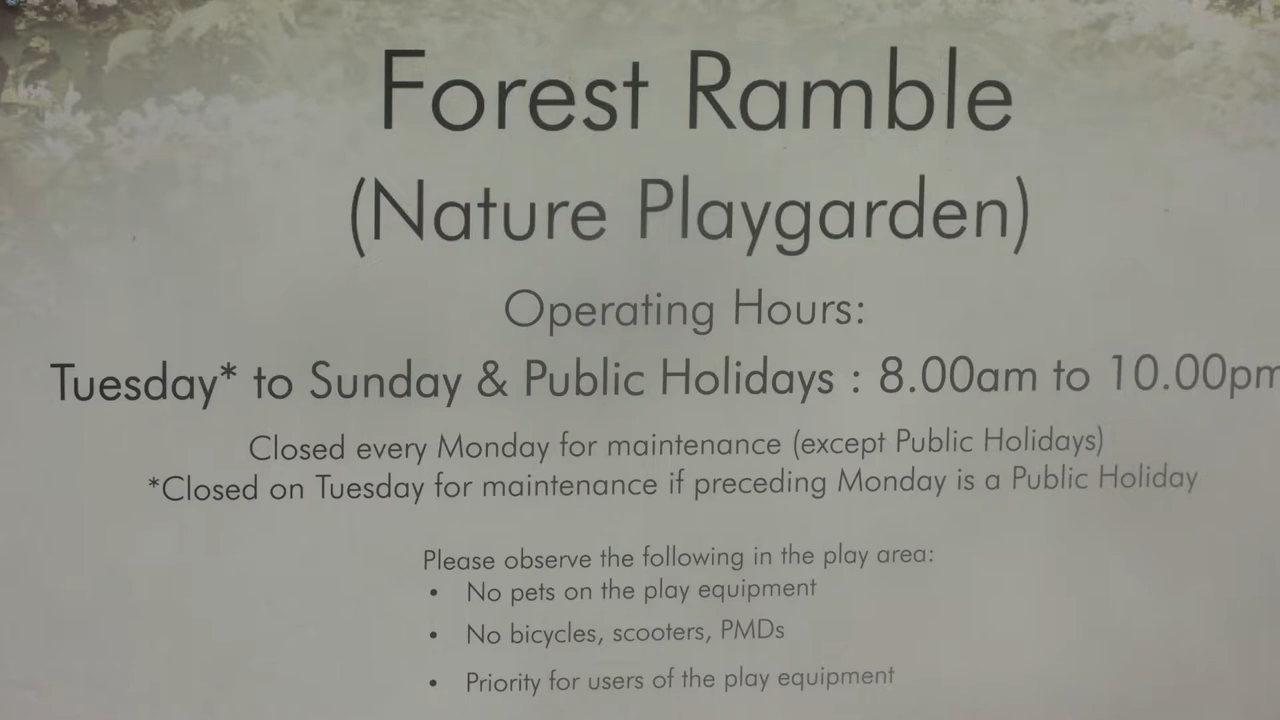 Forest Ramble
(Nature Playgarden)
Operating Hours:
Tuesday* to Sunday & Public Holidays : 8.00am to 10.00pm
Closed every Monday for maintenance (except Public Holidays)
*Closed on Tuesday for maintenance if preceding Monday is a Public Holiday
Please observe the following in the play area:
• No pets on the play equipment
• No bicycles, scooters, PMDs
• Priority for users of the play equipment